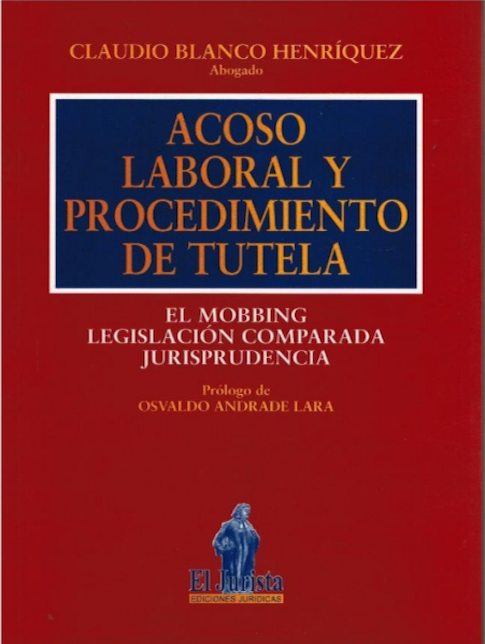 CLAUDIO BLANCO HENRÍQUEZ
Abogado
ACOSO
LABORAL Y
PROCEDIMIENTO
DE TUTELA
EL MOBBING
LEGISLACIÓN COMPARADA
JURISPRUDENCIA
Prólogo de
OSVALDO ANDRADE LARA
El Jurista
EDICIONES JURIDICAS